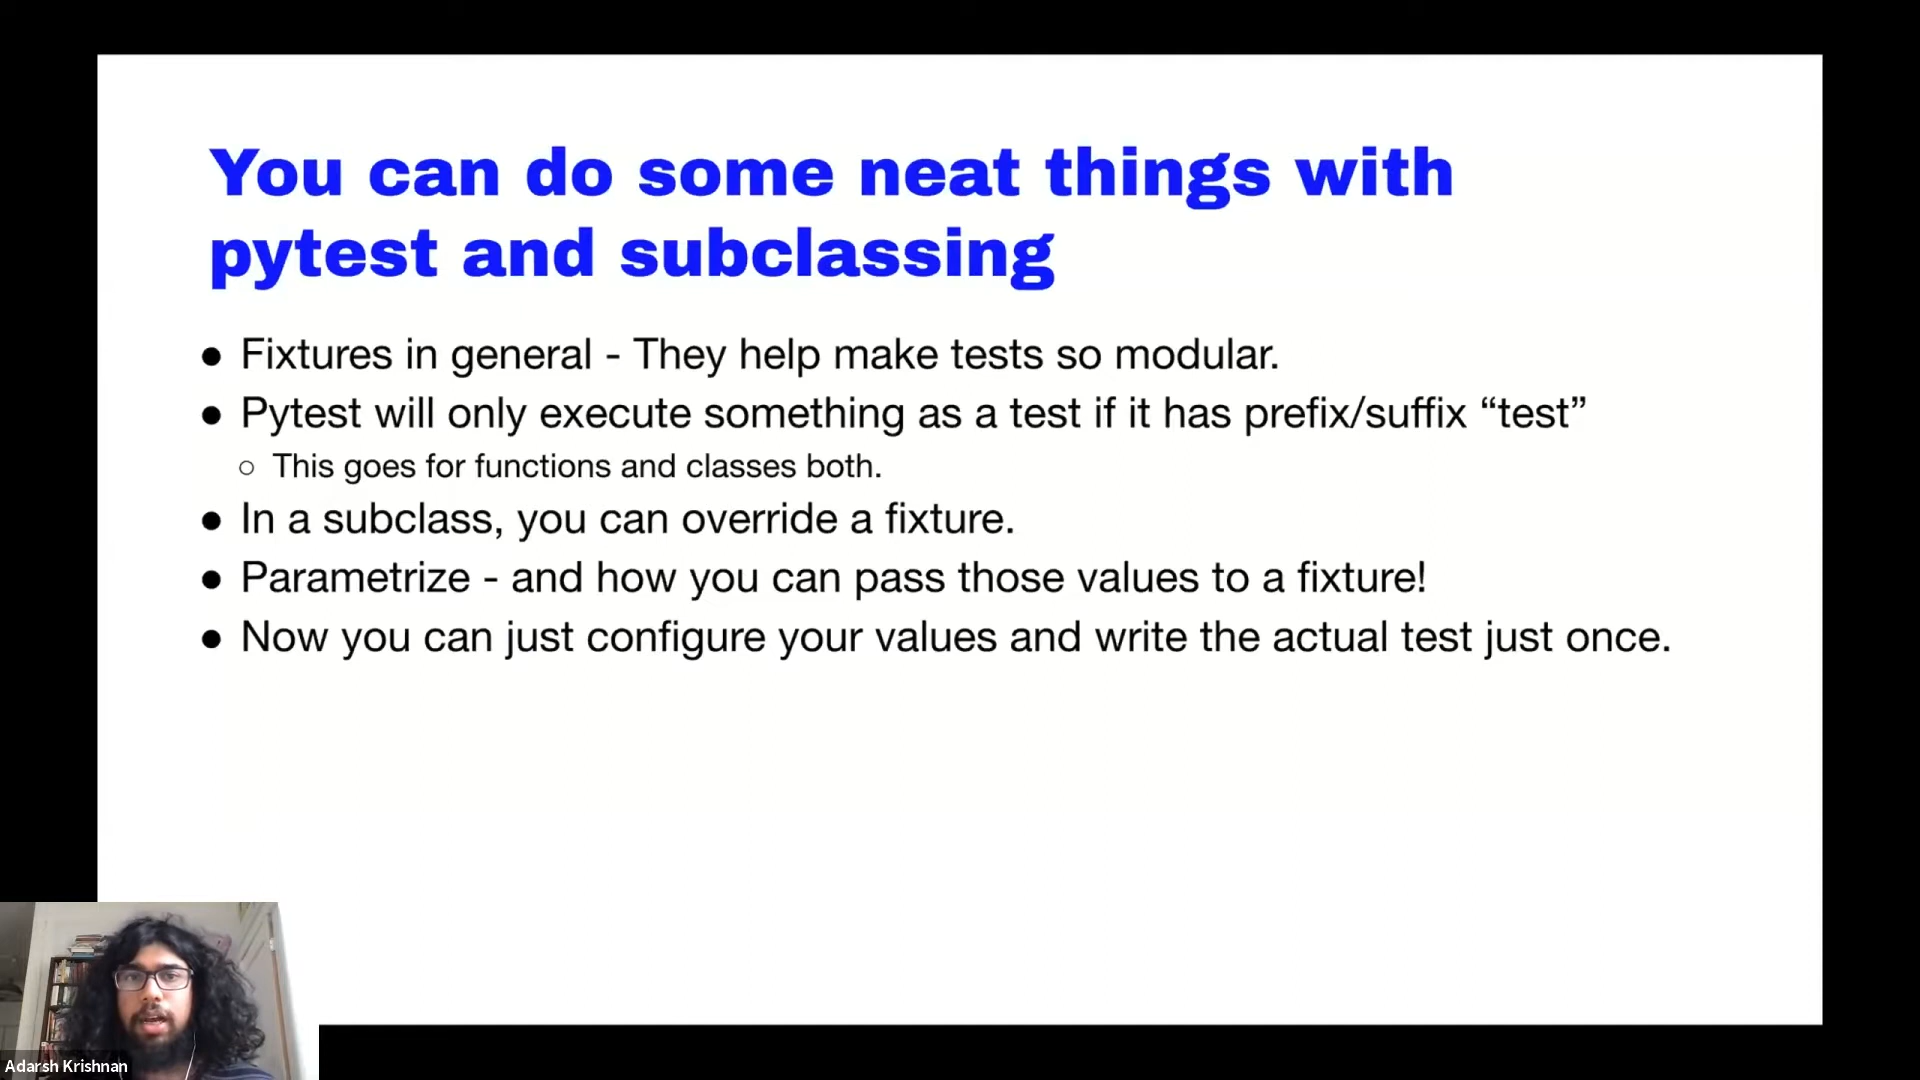 You can do some neat things with
pytest and subclassing
● Fixtures in general - They help make tests so modular.
● Pytest will only execute something as a test if it has prefix/suffix “test”
○ This goes for functions and classes both.
● In a subclass, you can override a fixture.
● Parametrize - and how you can pass those values to a fixture!
● Now you can just configure your values and write the actual test just once.
Adarsh Krishnan